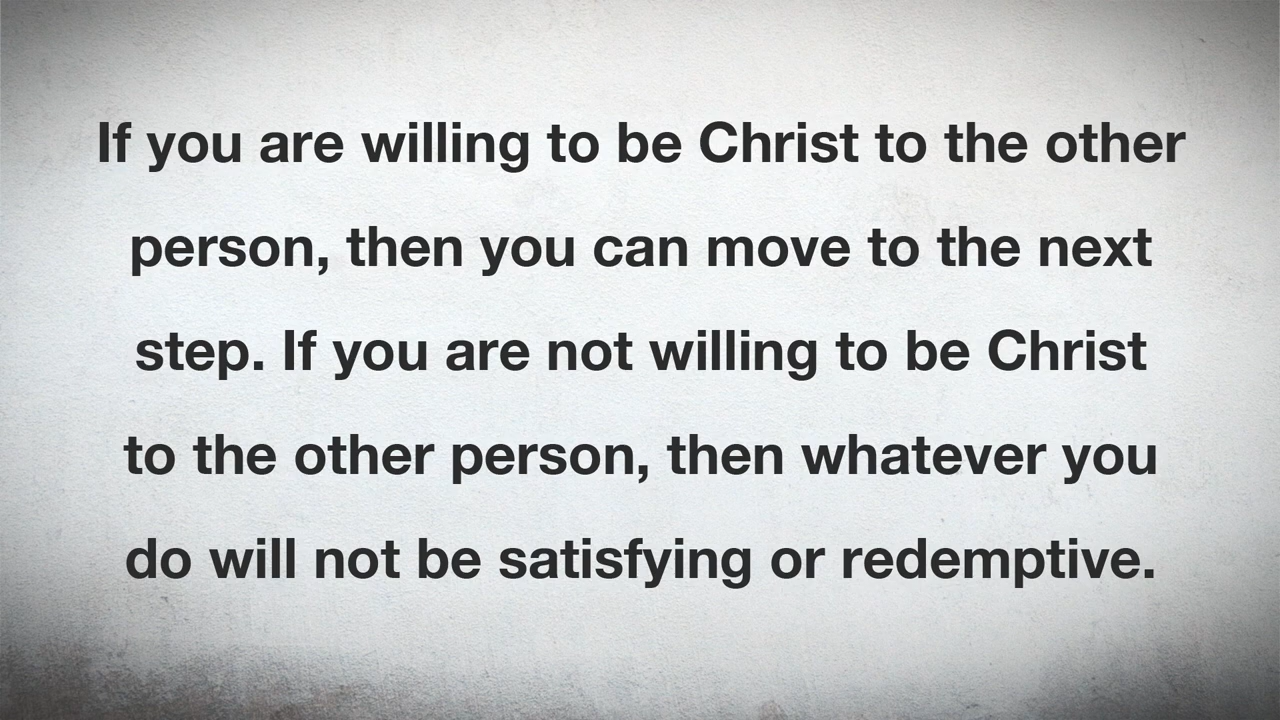 If you are willing to be Christ to the other
person, then you can move to the next
step. If you are not willing to be Christ
to the other person, then whatever you
do will not be satisfying or redemptive.